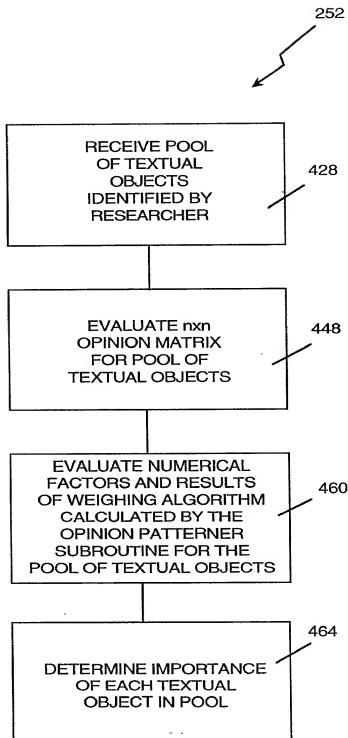 252
RECEIVE POOL
OF TEXTUAL
OBJECTS
IDENTIFIED BY
RESEARCHER
428
EVALUATE nxn
OPINION MATRIX
FOR POOL OF
TEXTUAL OBJECTS
448
EVALUATE NUMERICAL
FACTORS AND RESULTS
OF WEIGHING ALGORITHM
CALCULATED BY THE
OPINION PATTERNER
SUBROUTINE FOR THE
POOL OF TEXTUAL OBJECTS
460
DETERMINE IMPORTANCE
OF EACH TEXTUAL
OBJECT IN POOL
464